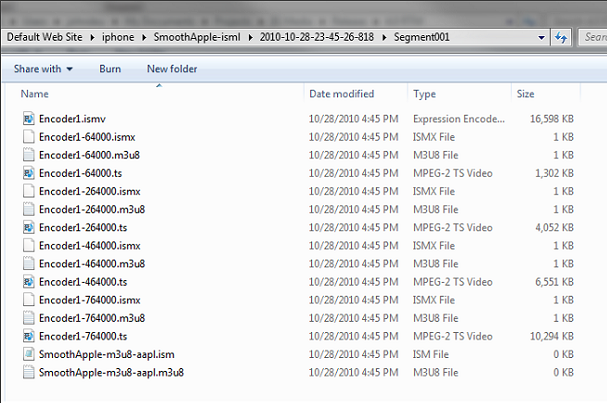 Default Web Site ▸ iphone ▸ SmoothApple-isml ▸ 2010-10-28-23-45-26-818 ▸ Segment001
Share with Burn New folder
Name Date modified Type Size
Encoder1.ismv 10/28/2010 4:45 PM Expression Encode... 16,598 KB
Encoder1-64000.ismx 10/28/2010 4:45 PM ISMX File 1 KB
Encoder1-64000.m3u8 10/28/2010 4:45 PM M3U8 File 1 KB
Encoder1-64000.ts 10/28/2010 4:45 PM MPEG-2 TS Video 1,302 KB
Encoder1-264000.ismx 10/28/2010 4:45 PM ISMX File 1 KB
Encoder1-264000.m3u8 10/28/2010 4:45 PM M3U8 File 1 KB
Encoder1-264000.ts 10/28/2010 4:45 PM MPEG-2 TS Video 4,052 KB
Encoder1-464000.ismx 10/28/2010 4:45 PM ISMX File 1 KB
Encoder1-464000.m3u8 10/28/2010 4:45 PM M3U8 File 1 KB
Encoder1-464000.ts 10/28/2010 4:45 PM MPEG-2 TS Video 6,551 KB
Encoder1-764000.ismx 10/28/2010 4:45 PM ISMX File 1 KB
Encoder1-764000.m3u8 10/28/2010 4:45 PM M3U8 File 1 KB
Encoder1-764000.ts 10/28/2010 4:45 PM MPEG-2 TS Video 10,294 KB
SmoothApple-m3u8-aapl.ism 10/28/2010 4:45 PM ISM File 0 KB
SmoothApple-m3u8-aapl.m3u8 10/28/2010 4:45 PM M3U8 File 0 KB